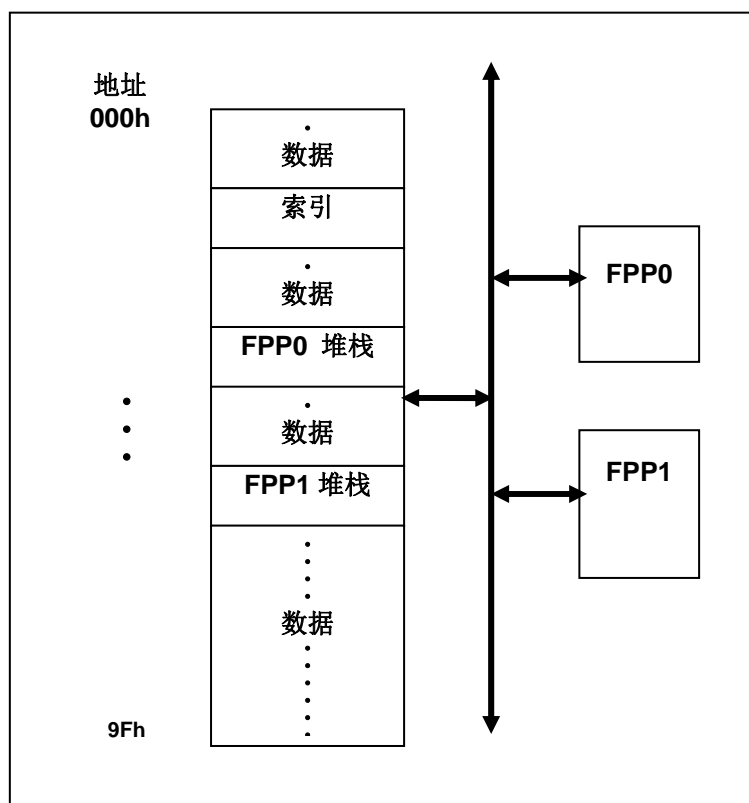 地址
000h
数据
索引
数据
FPP0 堆栈
数据
FPP1 堆栈
数据
9Fh
FPP0
FPP1